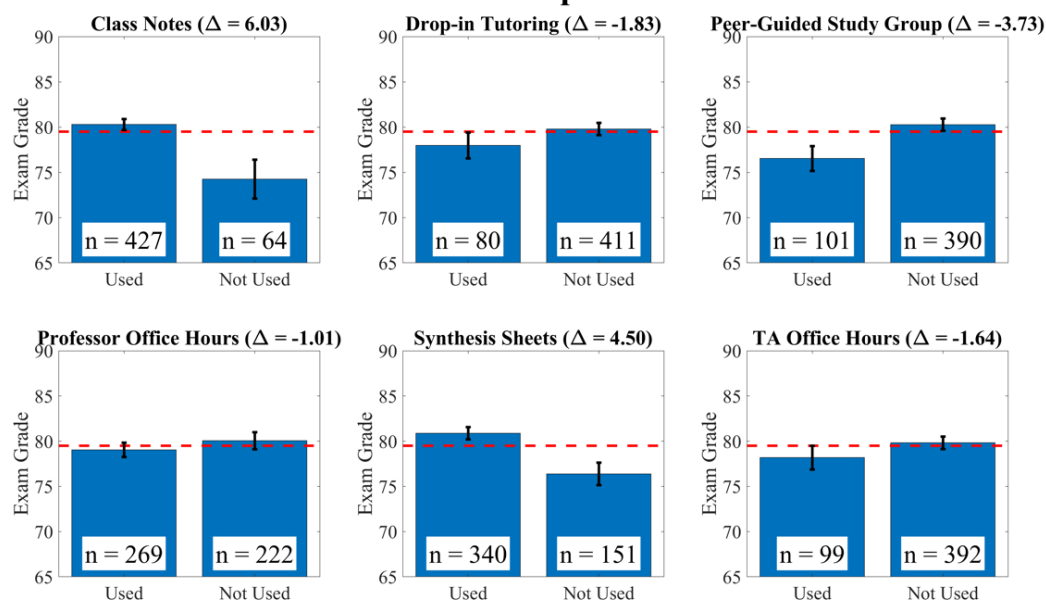 Class Notes (Δ = 6.03)
90
85
80
75
70
65
Exam Grade
n = 427
n = 64
Used
Not Used
Drop-in Tutoring (Δ = -1.83)
90
85
80
75
70
65
Exam Grade
n = 80
n = 411
Used
Not Used
Peer-Guided Study Group (Δ = -3.73)
90
85
80
75
70
65
Exam Grade
n = 101
n = 390
Used
Not Used
Professor Office Hours (Δ = -1.01)
90
85
80
75
70
65
Exam Grade
n = 269
n = 222
Used
Not Used
Synthesis Sheets (Δ = 4.50)
90
85
80
75
70
65
Exam Grade
n = 340
n = 151
Used
Not Used
TA Office Hours (Δ = -1.64)
90
85
80
75
70
65
Exam Grade
n = 99
n = 392
Used
Not Used